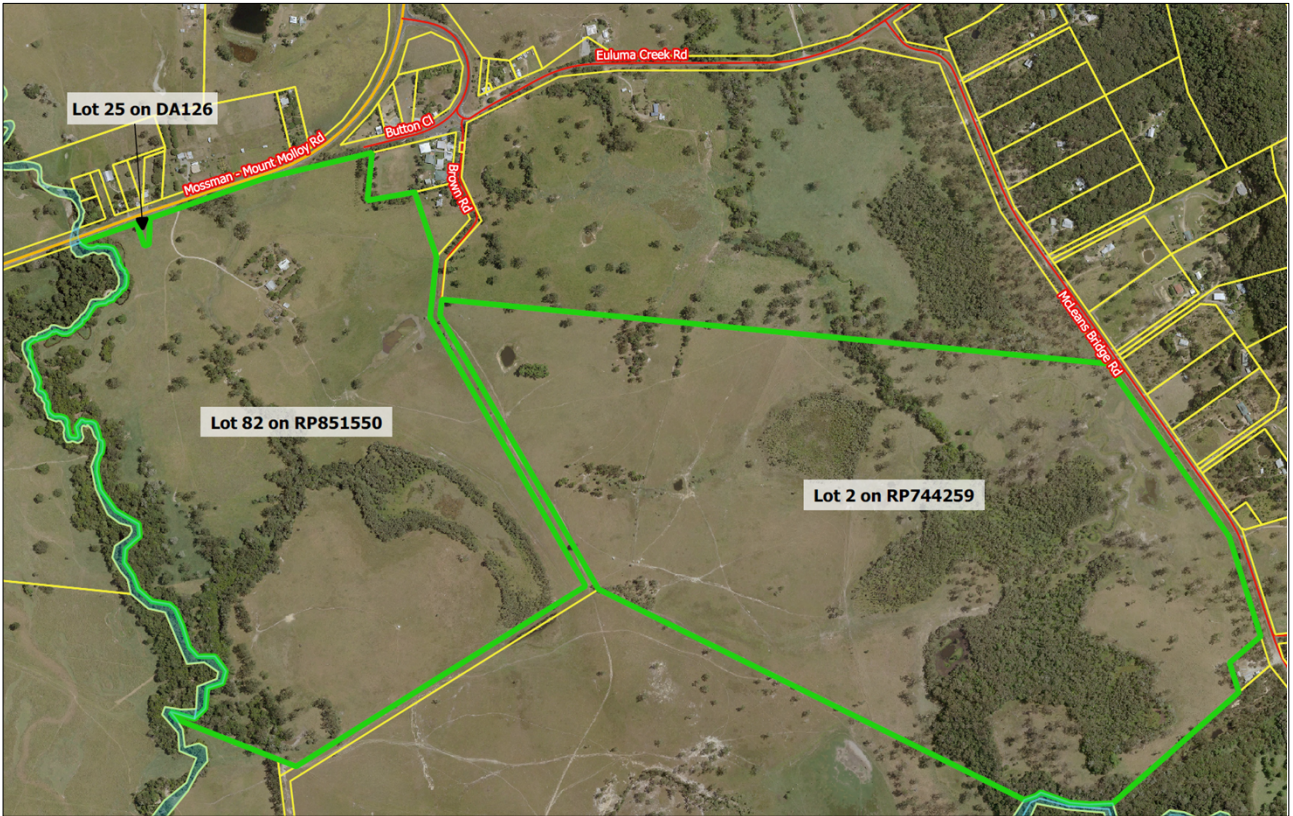 Euluma Creek Rd
Lot 25 on DA126
Button Cl
Mossman - Mount Molloy Rd
Brown Rd
McLeans Bridge Rd
Lot 82 on RP851550
Lot 2 on RP744259